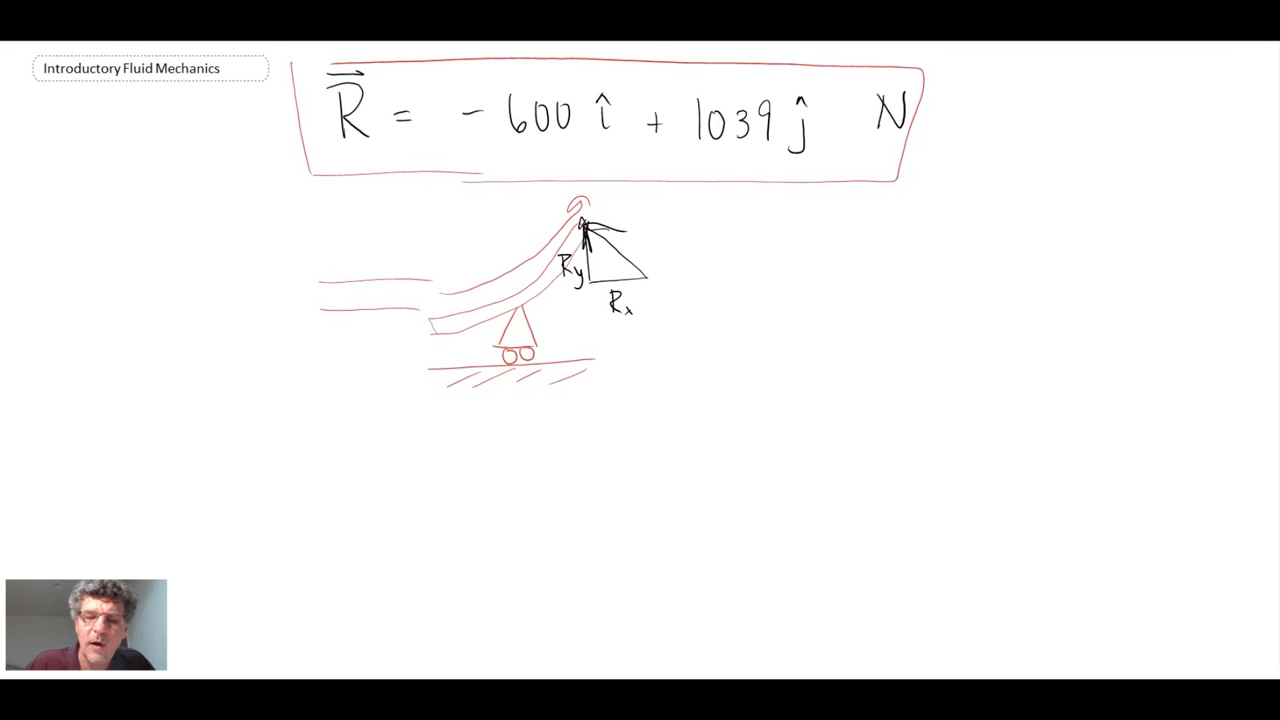 Introductory Fluid Mechanics
R⃗ = - 600 î + 1039 ĵ N
Ry
Rx